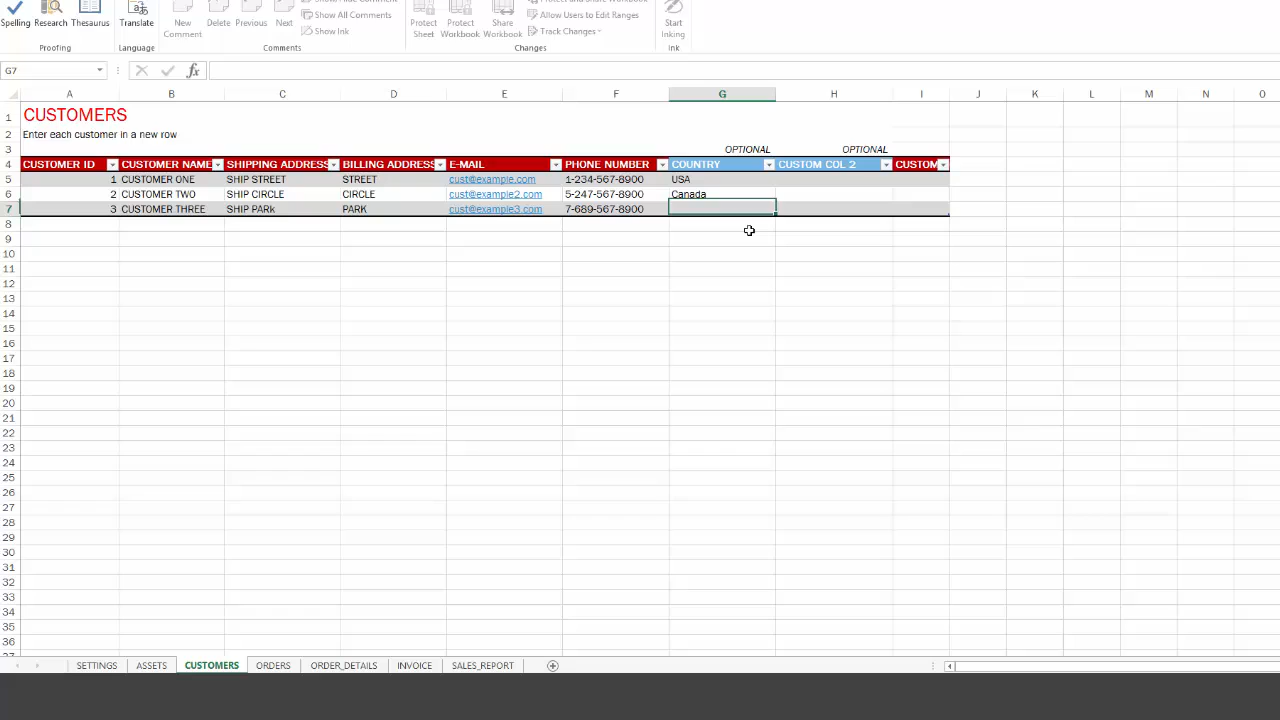 Spelling Research Thesaurus Translate New Comment Delete Previous Next Show All Comments Show Ink Protect Sheet Protect Workbook Share Workbook Allow Users to Edit Ranges Track Changes Start Inking
Proofing Language Comments Changes Ink
G7
A B C D E F G H I J K L M N O
1 CUSTOMERS
2 Enter each customer in a new row
3 OPTIONAL OPTIONAL
4 CUSTOMER ID CUSTOMER NAME SHIPPING ADDRESS BILLING ADDRESS E-MAIL PHONE NUMBER COUNTRY CUSTOM COL 2 CUSTOM
5 1 CUSTOMER ONE SHIP STREET STREET cust@example.com 1-234-567-8900 USA
6 2 CUSTOMER TWO SHIP CIRCLE CIRCLE cust@example2.com 5-247-567-8900 Canada
7 3 CUSTOMER THREE SHIP PARk PARK cust@example3.com 7-689-567-8900
8
9
10
11
12
13
14
15
16
17
18
19
20
21
22
23
24
25
26
27
28
29
30
31
32
33
34
35
36
SETTINGS ASSETS CUSTOMERS ORDERS ORDER_DETAILS INVOICE SALES_REPORT